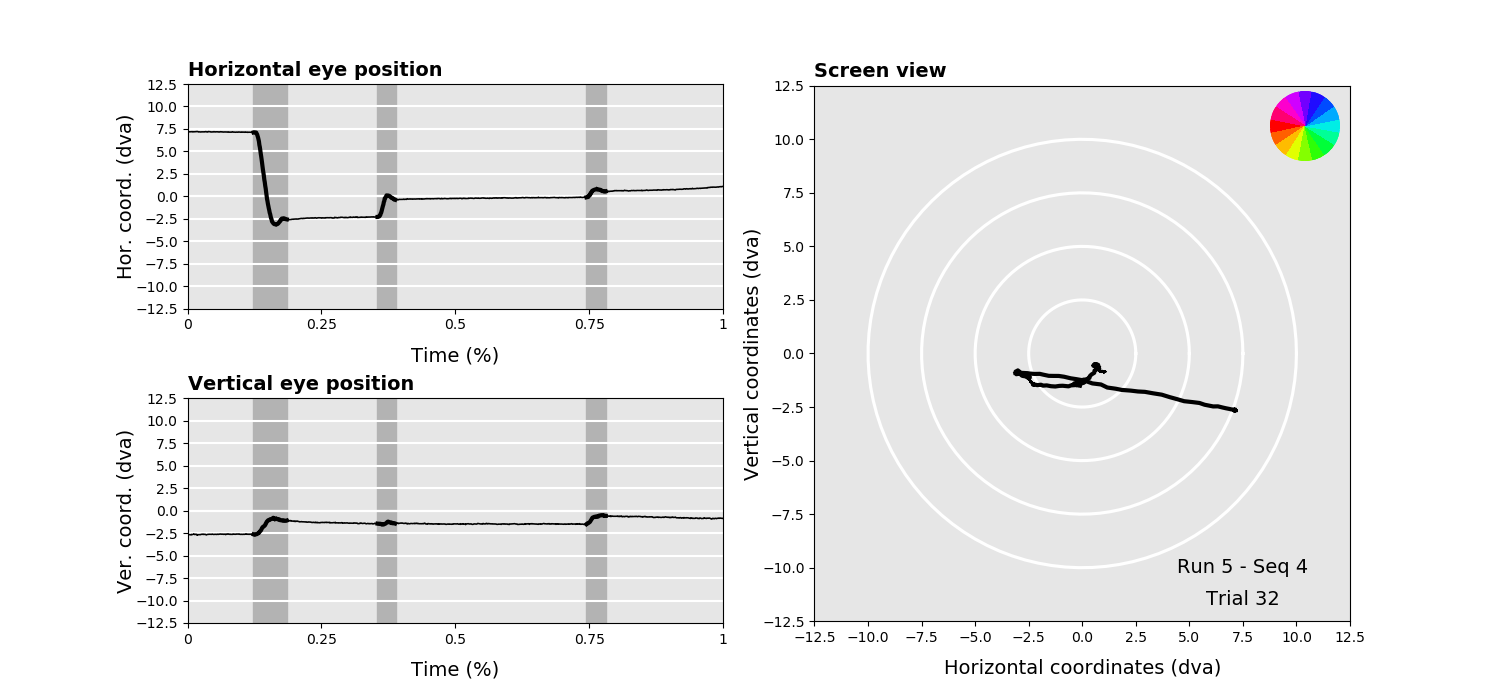 Horizontal eye position
Hor. coord. (dva)
12.5
10.0
7.5
5.0
2.5
0.0
−2.5
−5.0
−7.5
−10.0
−12.5
0 0.25 0.5 0.75 1
Time (%)
Vertical eye position
Ver. coord. (dva)
12.5
10.0
7.5
5.0
2.5
0.0
−2.5
−5.0
−7.5
−10.0
−12.5
0 0.25 0.5 0.75 1
Time (%)
Screen view
Vertical coordinates (dva)
12.5
10.0
7.5
5.0
2.5
0.0
−2.5
−5.0
−7.5
−10.0
−12.5
Run 5 - Seq 4
Trial 32
−12.5 −10.0 −7.5 −5.0 −2.5 0.0 2.5 5.0 7.5 10.0 12.5
Horizontal coordinates (dva)